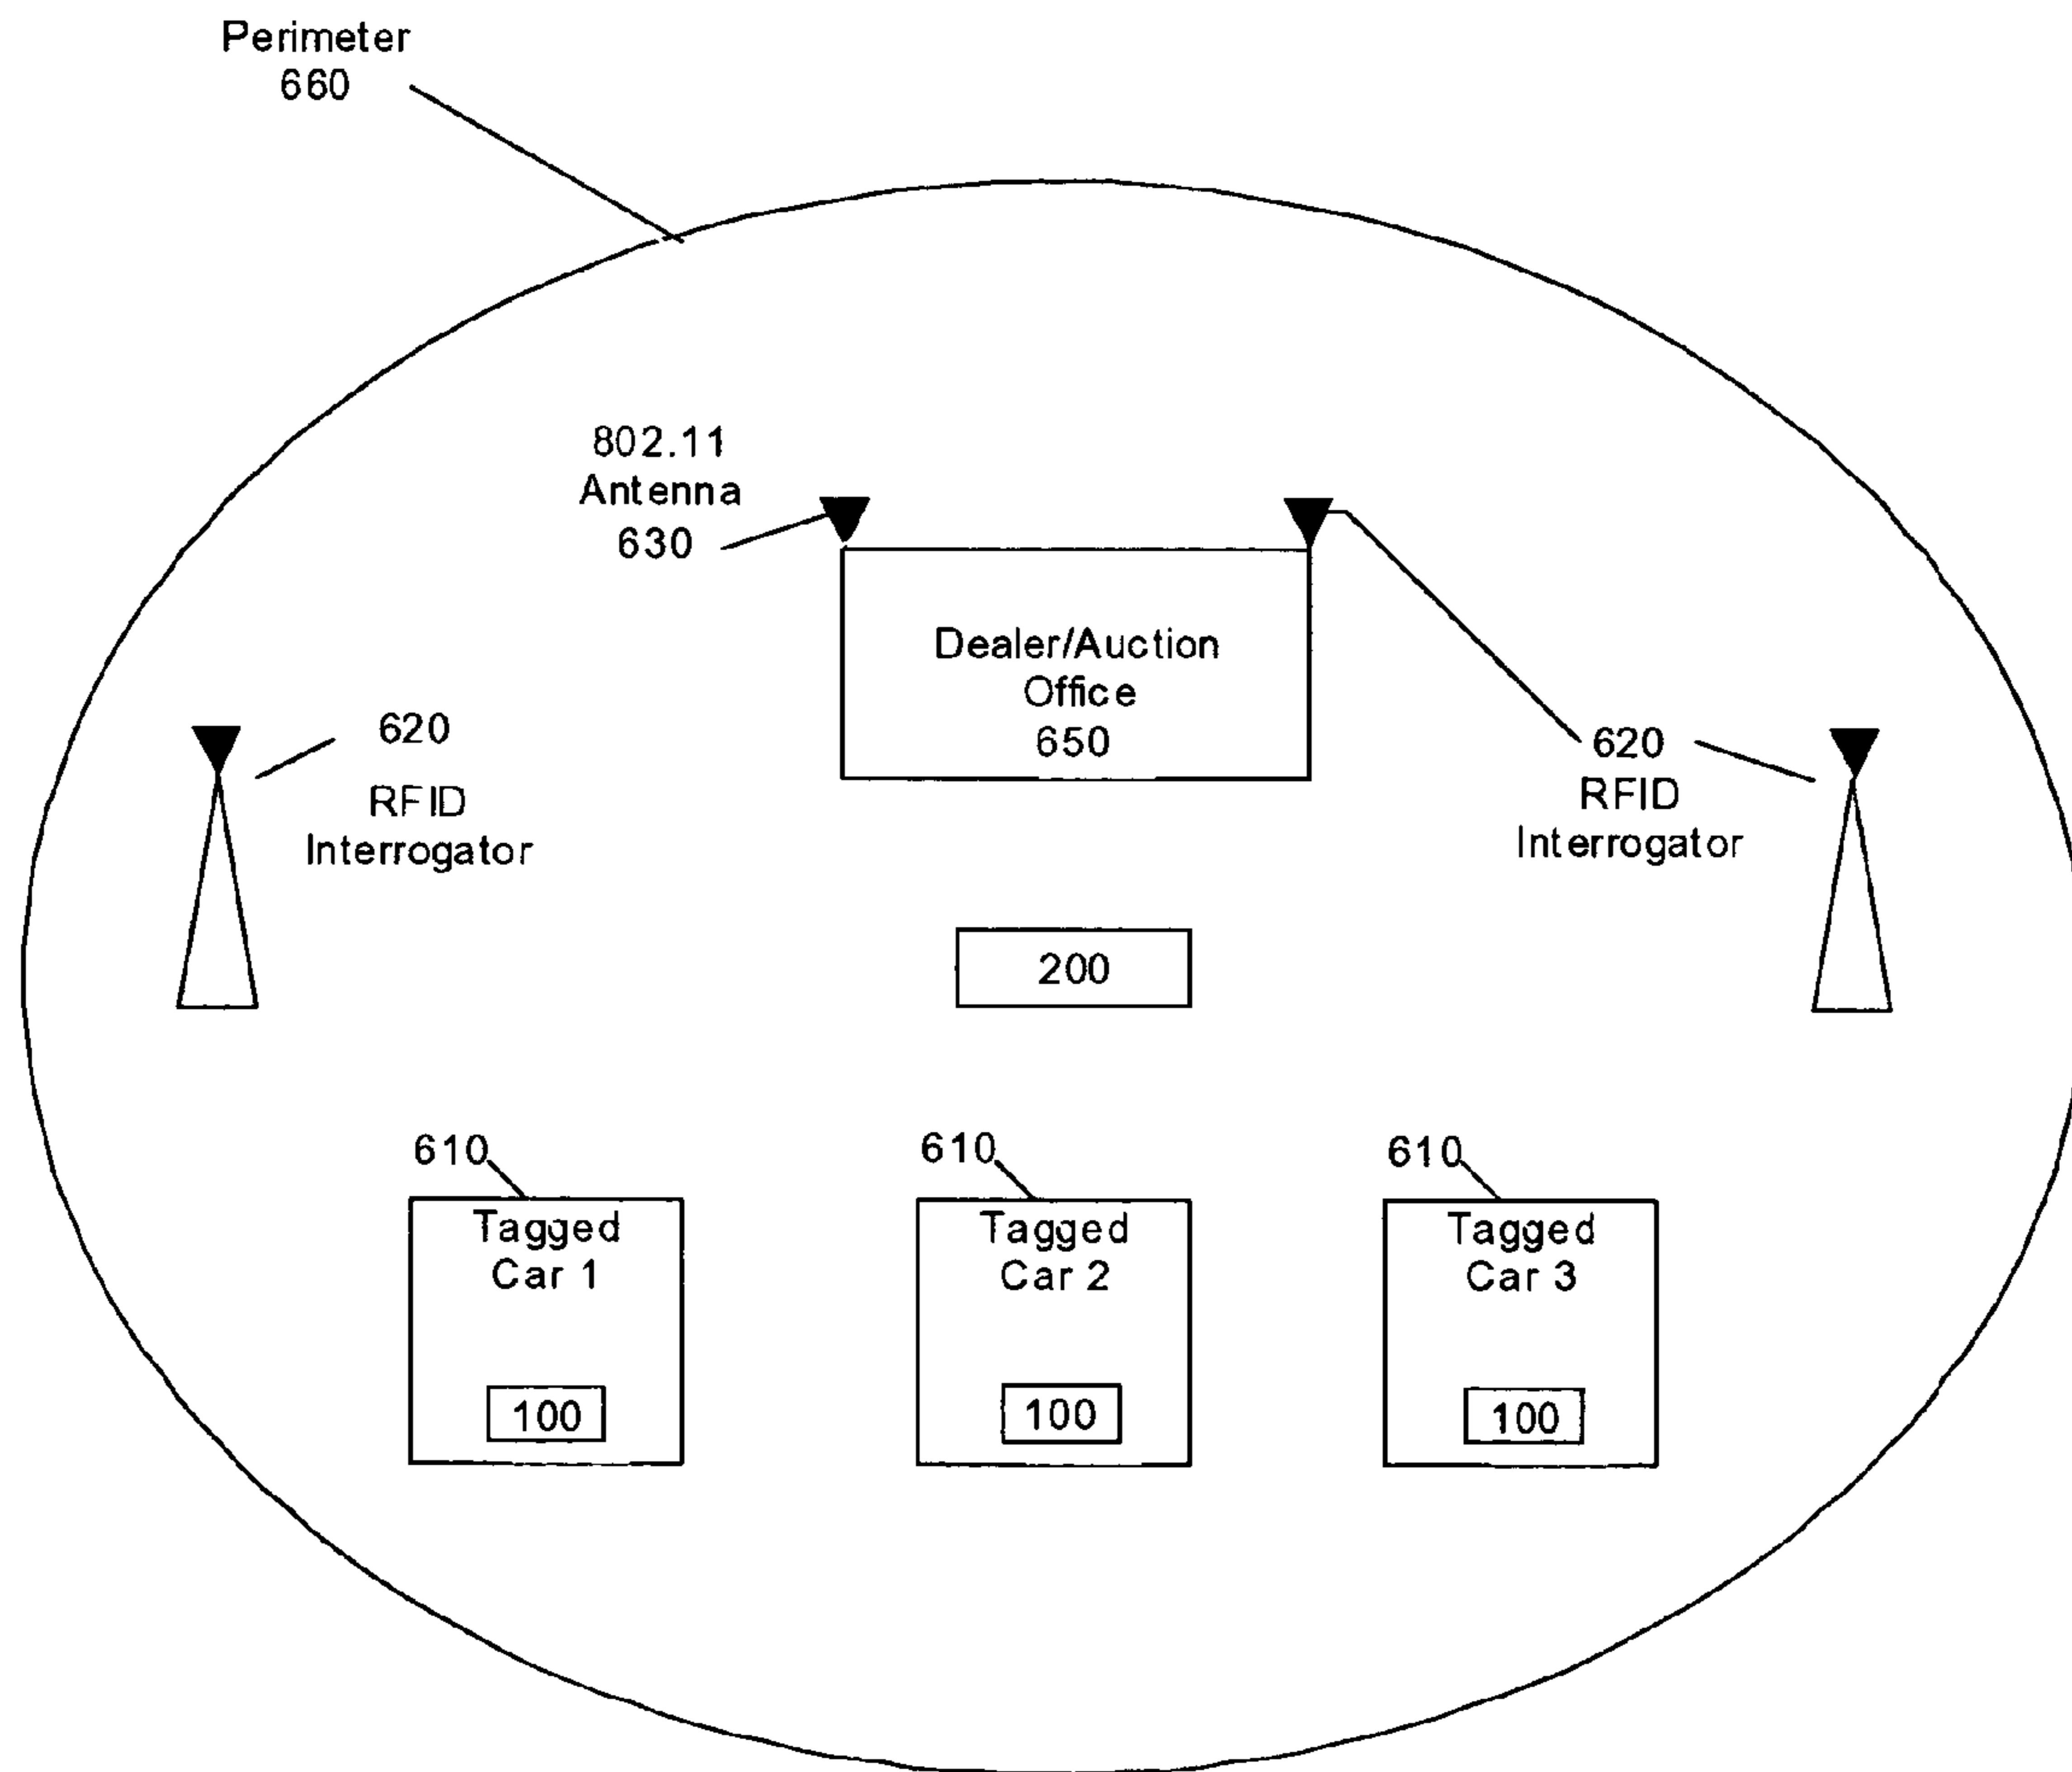 Perimeter
660
802.11
Antenna
630
Dealer/Auction
Office
650
620
RFID
Interrogator
620
RFID
Interrogator
200
610
610
610
Tagged
Car 1
100
Tagged
Car 2
100
Tagged
Car 3
100